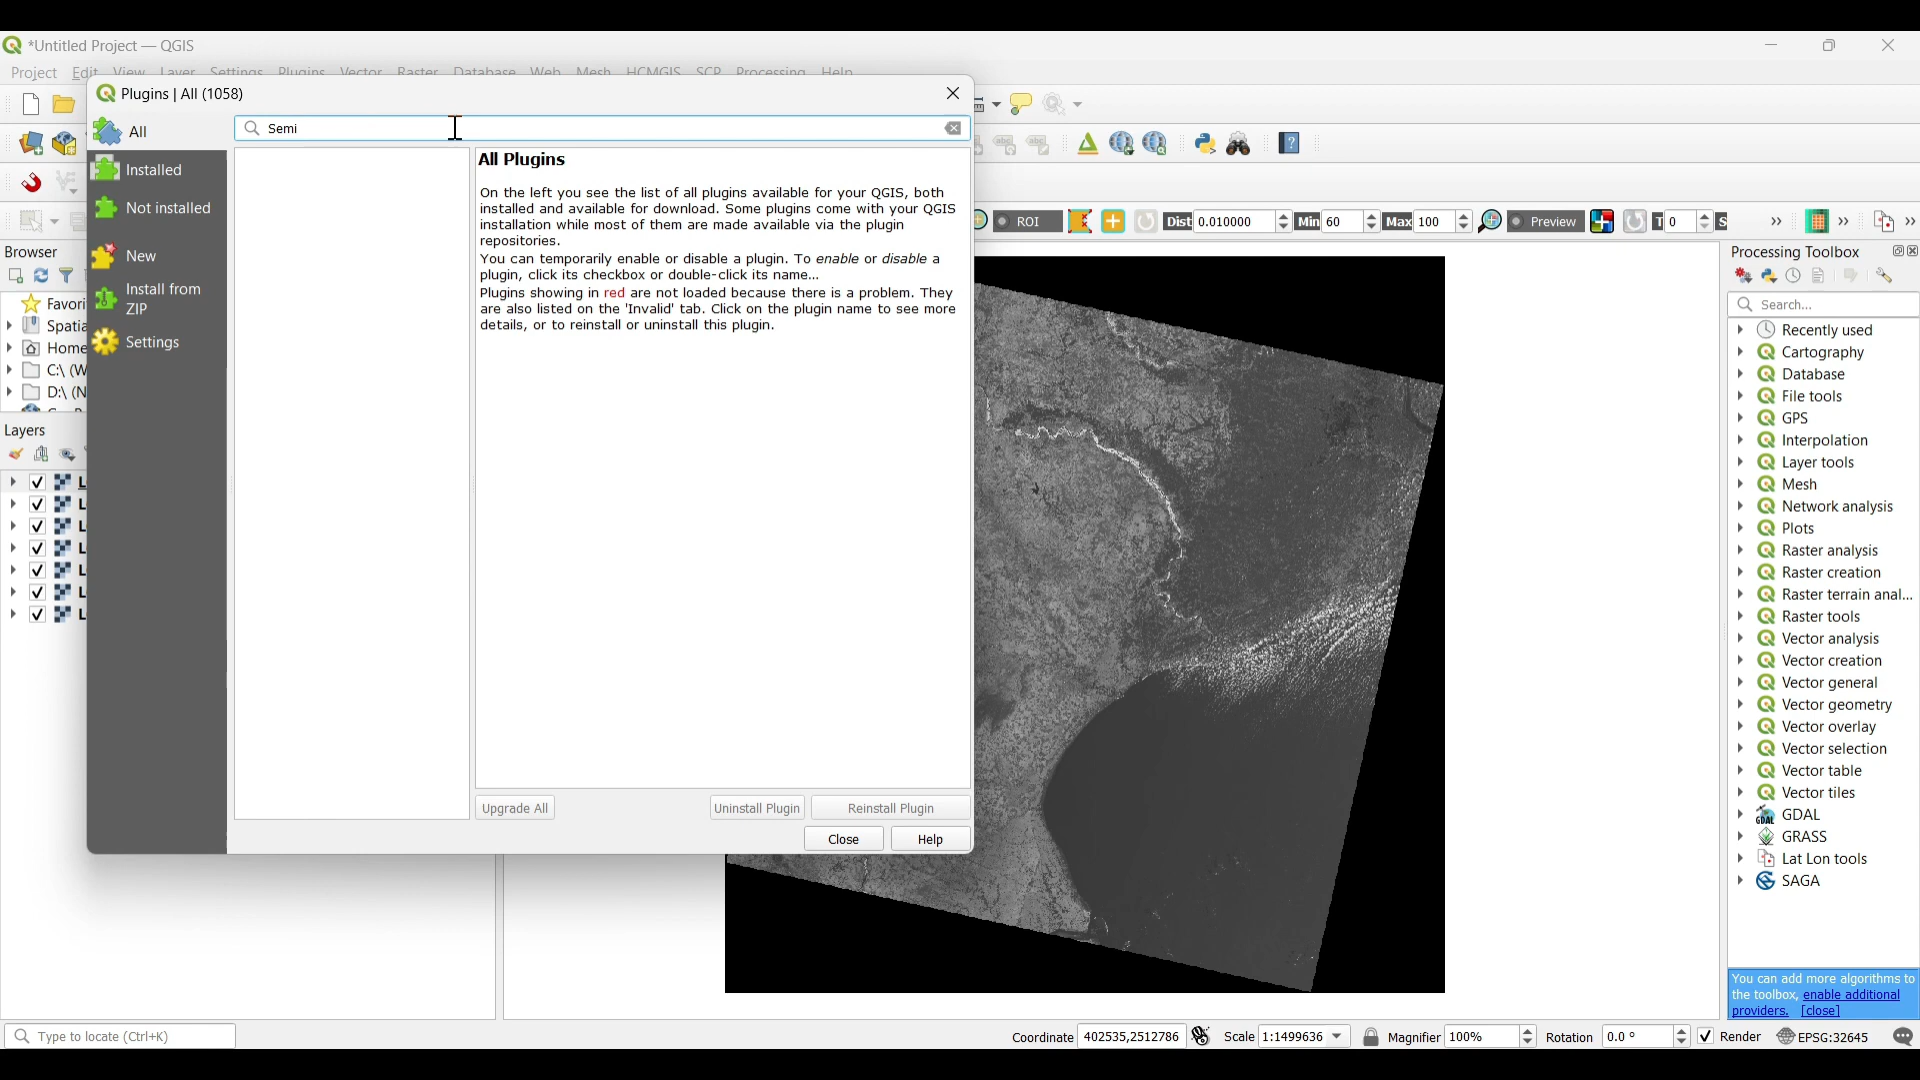 *Untitled Project — QGIS
Project Edit View Layer Settings Plugins Vector Raster Database Web Mesh HCMGIS SCP Processing Help
Plugins | All (1058)
All
Semi
Installed
Not installed
New
Install from
ZIP
Settings
All Plugins
On the left you see the list of all plugins available for your QGIS, both
installed and available for download. Some plugins come with your QGIS
installation while most of them are made available via the plugin
repositories.
You can temporarily enable or disable a plugin. To enable or disable a
plugin, click its checkbox or double-click its name...
Plugins showing in red are not loaded because there is a problem. They
are also listed on the 'Invalid' tab. Click on the plugin name to see more
details, or to reinstall or uninstall this plugin.
Upgrade All
Uninstall Plugin
Reinstall Plugin
Close
Help
ROI
Dist 0.010000
Min 60
Max 100
Preview
T 0
S
Browser
Favori
Spatia
Home
C:\ (W
D:\ (N
Layers
Processing Toolbox
Search...
Recently used
Cartography
Database
File tools
GPS
Interpolation
Layer tools
Mesh
Network analysis
Plots
Raster analysis
Raster creation
Raster terrain anal...
Raster tools
Vector analysis
Vector creation
Vector general
Vector geometry
Vector overlay
Vector selection
Vector table
Vector tiles
GDAL
GRASS
Lat Lon tools
SAGA
You can add more algorithms to
the toolbox, enable additional
providers. [close]
Type to locate (Ctrl+K)
Coordinate 402535,2512786
Scale 1:1499636
Magnifier 100%
Rotation 0.0 °
Render
EPSG:32645